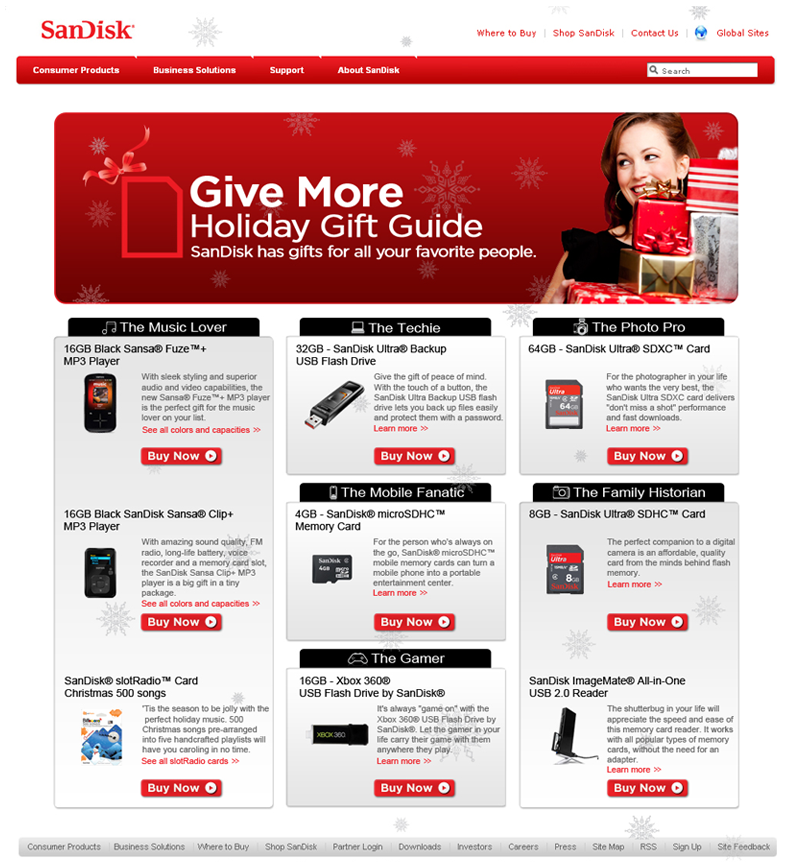 SanDisk®
Where to Buy | Shop SanDisk | Contact Us | Global Sites
Consumer Products Business Solutions Support About SanDisk Search
Give More
Holiday Gift Guide
SanDisk has gifts for all your favorite people.
The Music Lover
16GB Black Sansa® Fuze™+
MP3 Player
With sleek styling and superior
audio and video capabilities, the
new Sansa® Fuze™+ MP3 player
is the perfect gift for the music
lover on your list.
See all colors and capacities >>
Buy Now
16GB Black SanDisk Sansa® Clip+
MP3 Player
With amazing sound quality, FM
radio, long-life battery, voice
recorder and a memory card slot,
the SanDisk Sansa Clip+ MP3
player is a big gift in a tiny
package.
See all colors and capacities >>
Buy Now
SanDisk® slotRadio™ Card
Christmas 500 songs
'Tis the season to be jolly with the
perfect holiday music. 500
Christmas songs pre-arranged
into five handcrafted playlists will
have you caroling in no time.
See all slotRadio cards >>
Buy Now
The Techie
32GB - SanDisk Ultra® Backup
USB Flash Drive
Give the gift of peace of mind.
With the touch of a button, the
SanDisk Ultra Backup USB flash
drive lets you back up files easily
and protect them with a password.
Learn more >>
Buy Now
The Mobile Fanatic
4GB - SanDisk® microSDHC™
Memory Card
SanDisk
4GB
For the person who's always on
the go, SanDisk® microSDHC™
mobile memory cards can turn a
mobile phone into a portable
entertainment center.
Learn more >>
Buy Now
The Gamer
16GB - Xbox 360®
USB Flash Drive by SanDisk®
XBOX 360
It's always "game on" with the
Xbox 360® USB Flash Drive by
SanDisk®. Let the gamer in your
life carry their game with them
anywhere they play.
Learn more >>
Buy Now
The Photo Pro
64GB - SanDisk Ultra® SDXC™ Card
Ultra
64GB
SanDisk
For the photographer in your life
who wants the very best, the
SanDisk Ultra SDXC card delivers
"don't miss a shot" performance
and fast downloads.
Learn more >>
Buy Now
The Family Historian
8GB - SanDisk Ultra® SDHC™ Card
Ultra
8GB
SanDisk
The perfect companion to a digital
camera is an affordable, quality
card from the minds behind flash
memory.
Learn more >>
Buy Now
SanDisk ImageMate® All-in-One
USB 2.0 Reader
The shutterbug in your life will
appreciate the speed and ease of
this memory card reader. It works
with all popular types of memory
cards, without the need for an
adapter.
Learn more >>
Buy Now
Consumer Products | Business Solutions | Where to Buy | Shop SanDisk | Partner Login | Downloads | Investors | Careers | Press | Site Map | RSS | Sign Up | Site Feedback